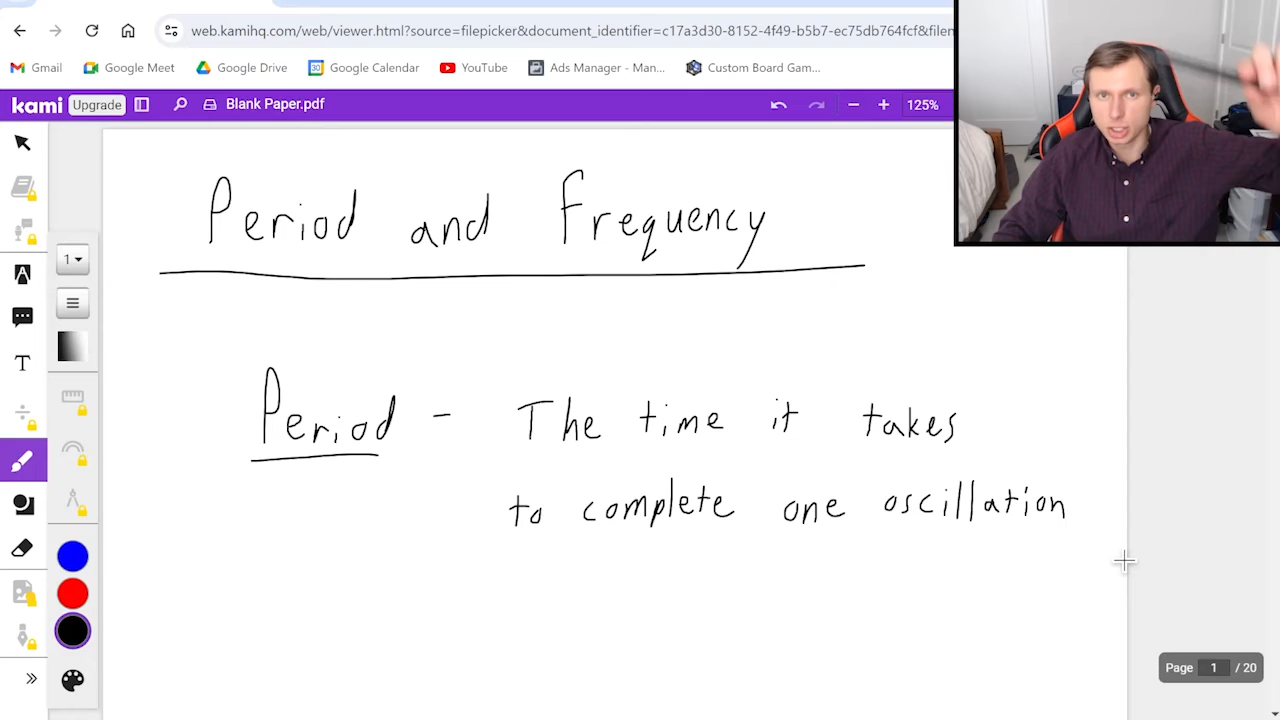 web.kamihq.com/web/viewer.html?source=filepicker&document_identifier=c17a3d30-8152-4f49-b5b7-ec75db764fcf&filen
Gmail Google Meet Google Drive Google Calendar YouTube Ads Manager - Man... Custom Board Gam...
kami Upgrade Blank Paper.pdf 125%
Period and Frequency
1
Period - The time it takes
to complete one oscillation
Page 1 / 20